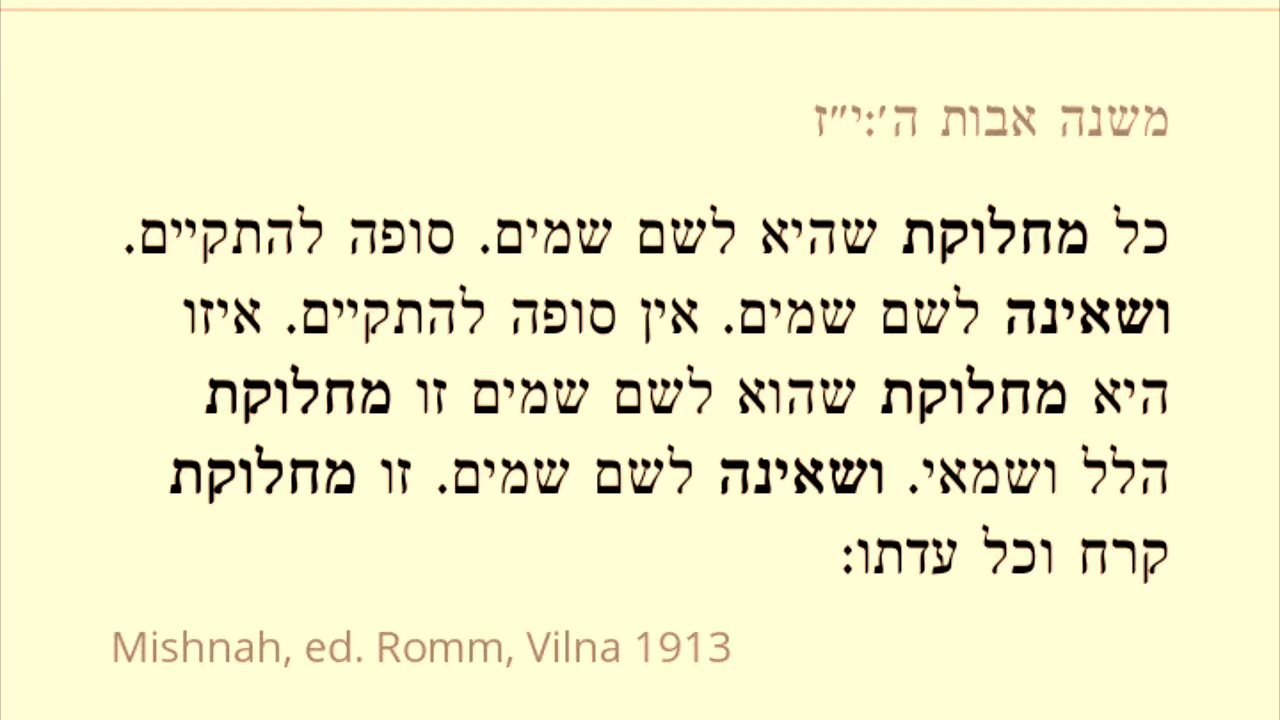 משנה אבות ה׳:י״ז
כל מחלוקת שהיא לשם שמים. סופה להתקיים.
ושאינה לשם שמים. אין סופה להתקיים. איזו
היא מחלוקת שהוא לשם שמים זו מחלוקת
הלל ושמאי. ושאינה לשם שמים. זו מחלוקת
קרח וכל עדתו:
Mishnah, ed. Romm, Vilna 1913